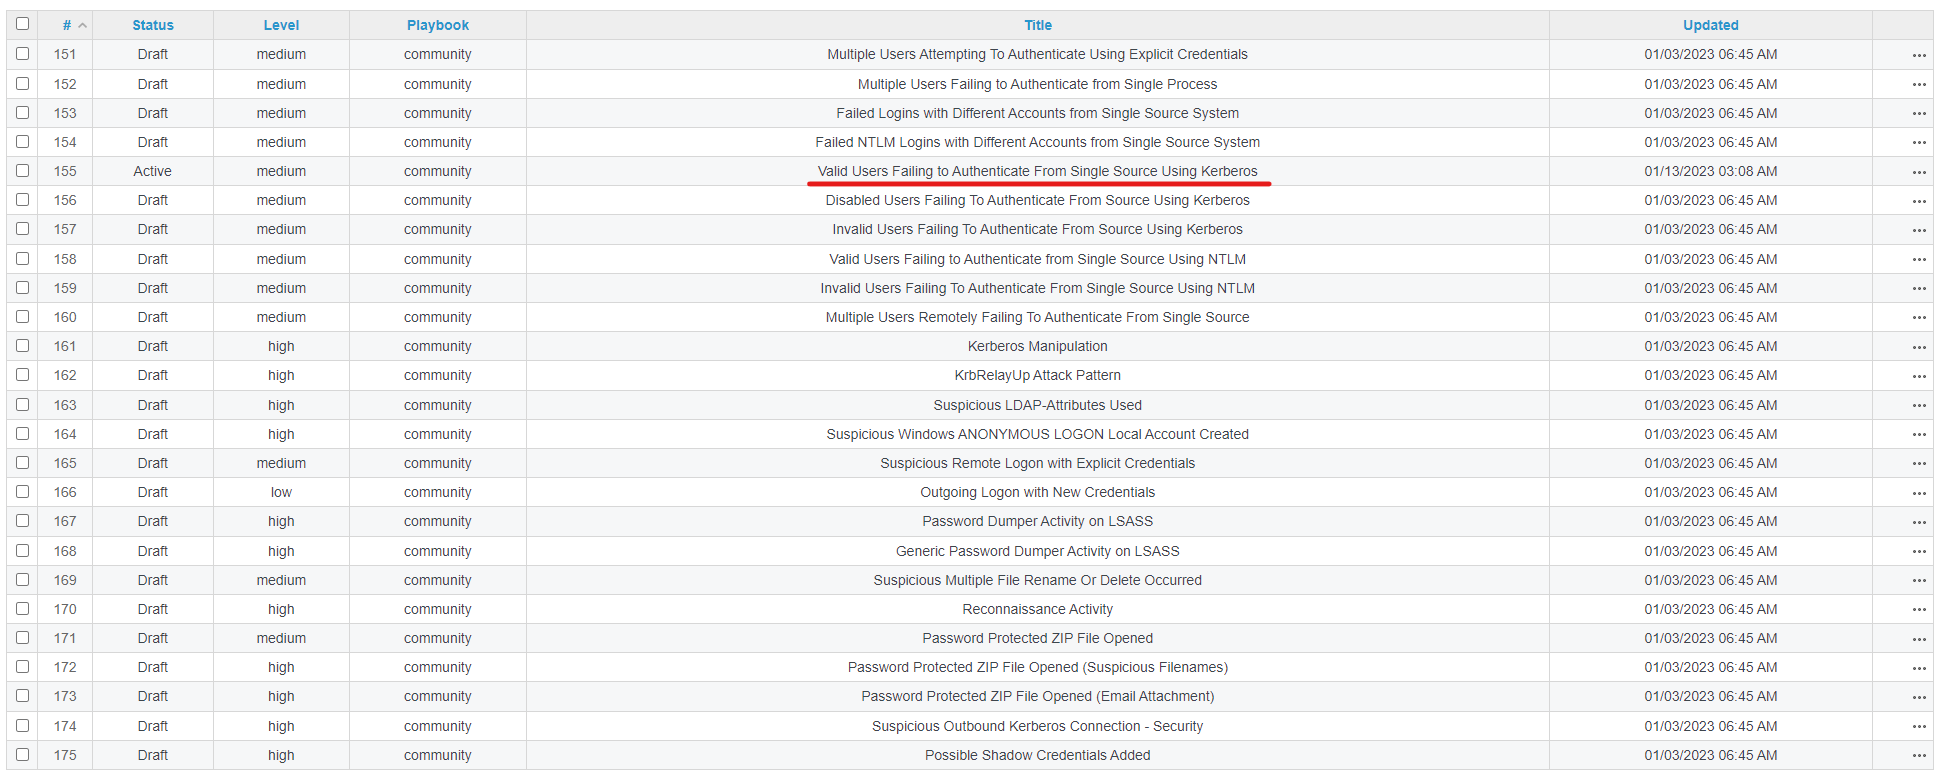 # Status Level Playbook Title Updated
151 Draft medium community Multiple Users Attempting To Authenticate Using Explicit Credentials 01/03/2023 06:45 AM ...
152 Draft medium community Multiple Users Failing to Authenticate from Single Process 01/03/2023 06:45 AM ...
153 Draft medium community Failed Logins with Different Accounts from Single Source System 01/03/2023 06:45 AM ...
154 Draft medium community Failed NTLM Logins with Different Accounts from Single Source System 01/03/2023 06:45 AM ...
155 Active medium community Valid Users Failing to Authenticate From Single Source Using Kerberos 01/13/2023 03:08 AM ...
156 Draft medium community Disabled Users Failing To Authenticate From Source Using Kerberos 01/03/2023 06:45 AM ...
157 Draft medium community Invalid Users Failing To Authenticate From Source Using Kerberos 01/03/2023 06:45 AM ...
158 Draft medium community Valid Users Failing to Authenticate from Single Source Using NTLM 01/03/2023 06:45 AM ...
159 Draft medium community Invalid Users Failing To Authenticate From Single Source Using NTLM 01/03/2023 06:45 AM ...
160 Draft medium community Multiple Users Remotely Failing To Authenticate From Single Source 01/03/2023 06:45 AM ...
161 Draft high community Kerberos Manipulation 01/03/2023 06:45 AM ...
162 Draft high community KrbRelayUp Attack Pattern 01/03/2023 06:45 AM ...
163 Draft high community Suspicious LDAP-Attributes Used 01/03/2023 06:45 AM ...
164 Draft high community Suspicious Windows ANONYMOUS LOGON Local Account Created 01/03/2023 06:45 AM ...
165 Draft medium community Suspicious Remote Logon with Explicit Credentials 01/03/2023 06:45 AM ...
166 Draft low community Outgoing Logon with New Credentials 01/03/2023 06:45 AM ...
167 Draft high community Password Dumper Activity on LSASS 01/03/2023 06:45 AM ...
168 Draft high community Generic Password Dumper Activity on LSASS 01/03/2023 06:45 AM ...
169 Draft medium community Suspicious Multiple File Rename Or Delete Occurred 01/03/2023 06:45 AM ...
170 Draft high community Reconnaissance Activity 01/03/2023 06:45 AM ...
171 Draft medium community Password Protected ZIP File Opened 01/03/2023 06:45 AM ...
172 Draft high community Password Protected ZIP File Opened (Suspicious Filenames) 01/03/2023 06:45 AM ...
173 Draft high community Password Protected ZIP File Opened (Email Attachment) 01/03/2023 06:45 AM ...
174 Draft high community Suspicious Outbound Kerberos Connection - Security 01/03/2023 06:45 AM ...
175 Draft high community Possible Shadow Credentials Added 01/03/2023 06:45 AM ...